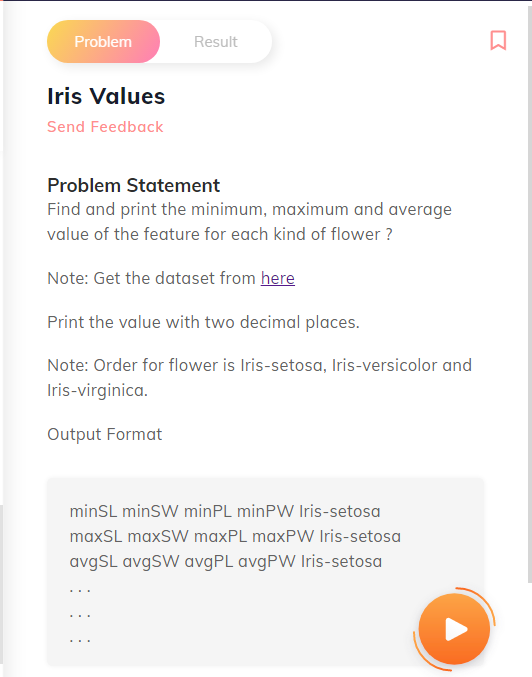 Problem
Result
Iris Values
Send Feedback
Problem Statement
Find and print the minimum, maximum and average
value of the feature for each kind of flower ?
Note: Get the dataset from here
Print the value with two decimal places.
Note: Order for flower is Iris-setosa, Iris-versicolor and
Iris-virginica.
Output Format
minSL minSW minPL minPW Iris-setosa
maxSL maxSW maxPL maxPW Iris-setosa
avgSL avgSW avgPL avgPW Iris-setosa
. . .
. . .
. . .